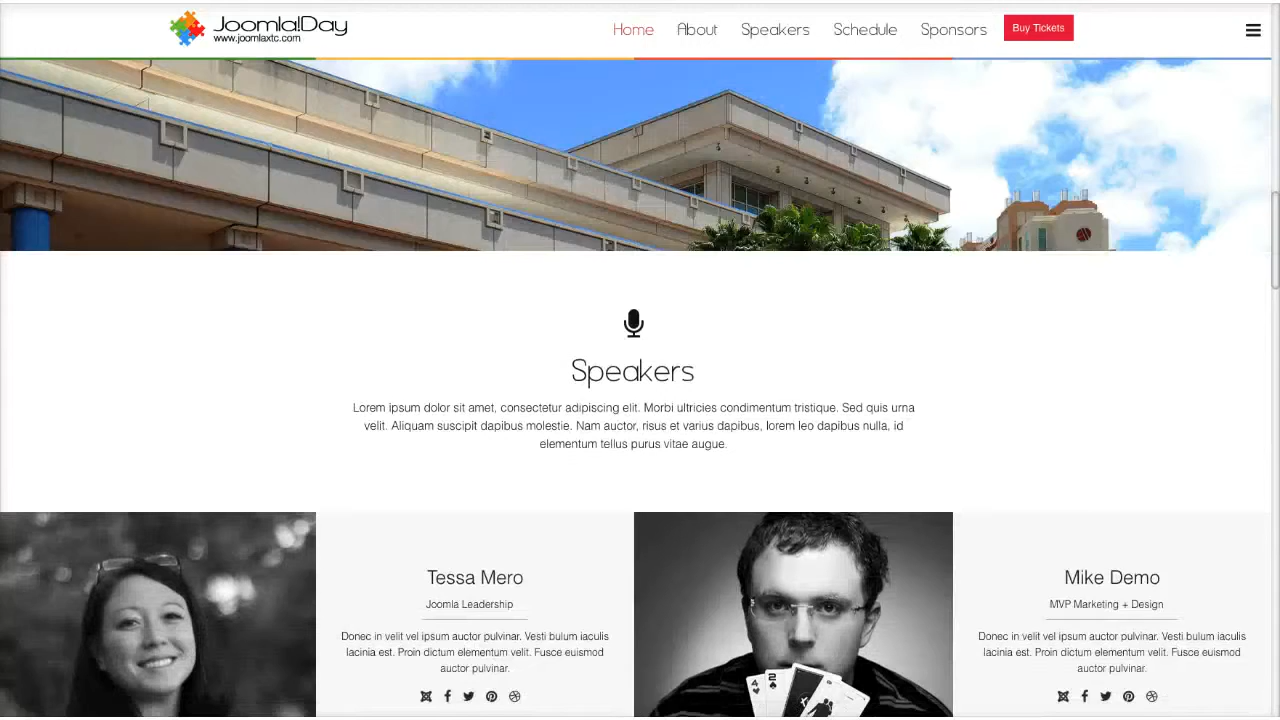 Joomla!Day
www.joomlaxtc.com
Home About Speakers Schedule Sponsors Buy Tickets
Speakers
Lorem ipsum dolor sit amet, consectetur adipiscing elit. Morbi ultricies condimentum tristique. Sed quis urna
velit. Aliquam suscipit dapibus molestie. Nam auctor, risus et varius dapibus, lorem leo dapibus nulla, id
elementum tellus purus vitae augue.
Tessa Mero
Joomla Leadership
Donec in velit vel ipsum auctor pulvinar. Vesti bulum iaculis
lacinia est. Proin dictum elementum velit. Fusce euismod
auctor pulvinar.
4
2
Mike Demo
MVP Marketing + Design
Donec in velit vel ipsum auctor pulvinar. Vesti bulum iaculis
lacinia est. Proin dictum elementum velit. Fusce euismod
auctor pulvinar.